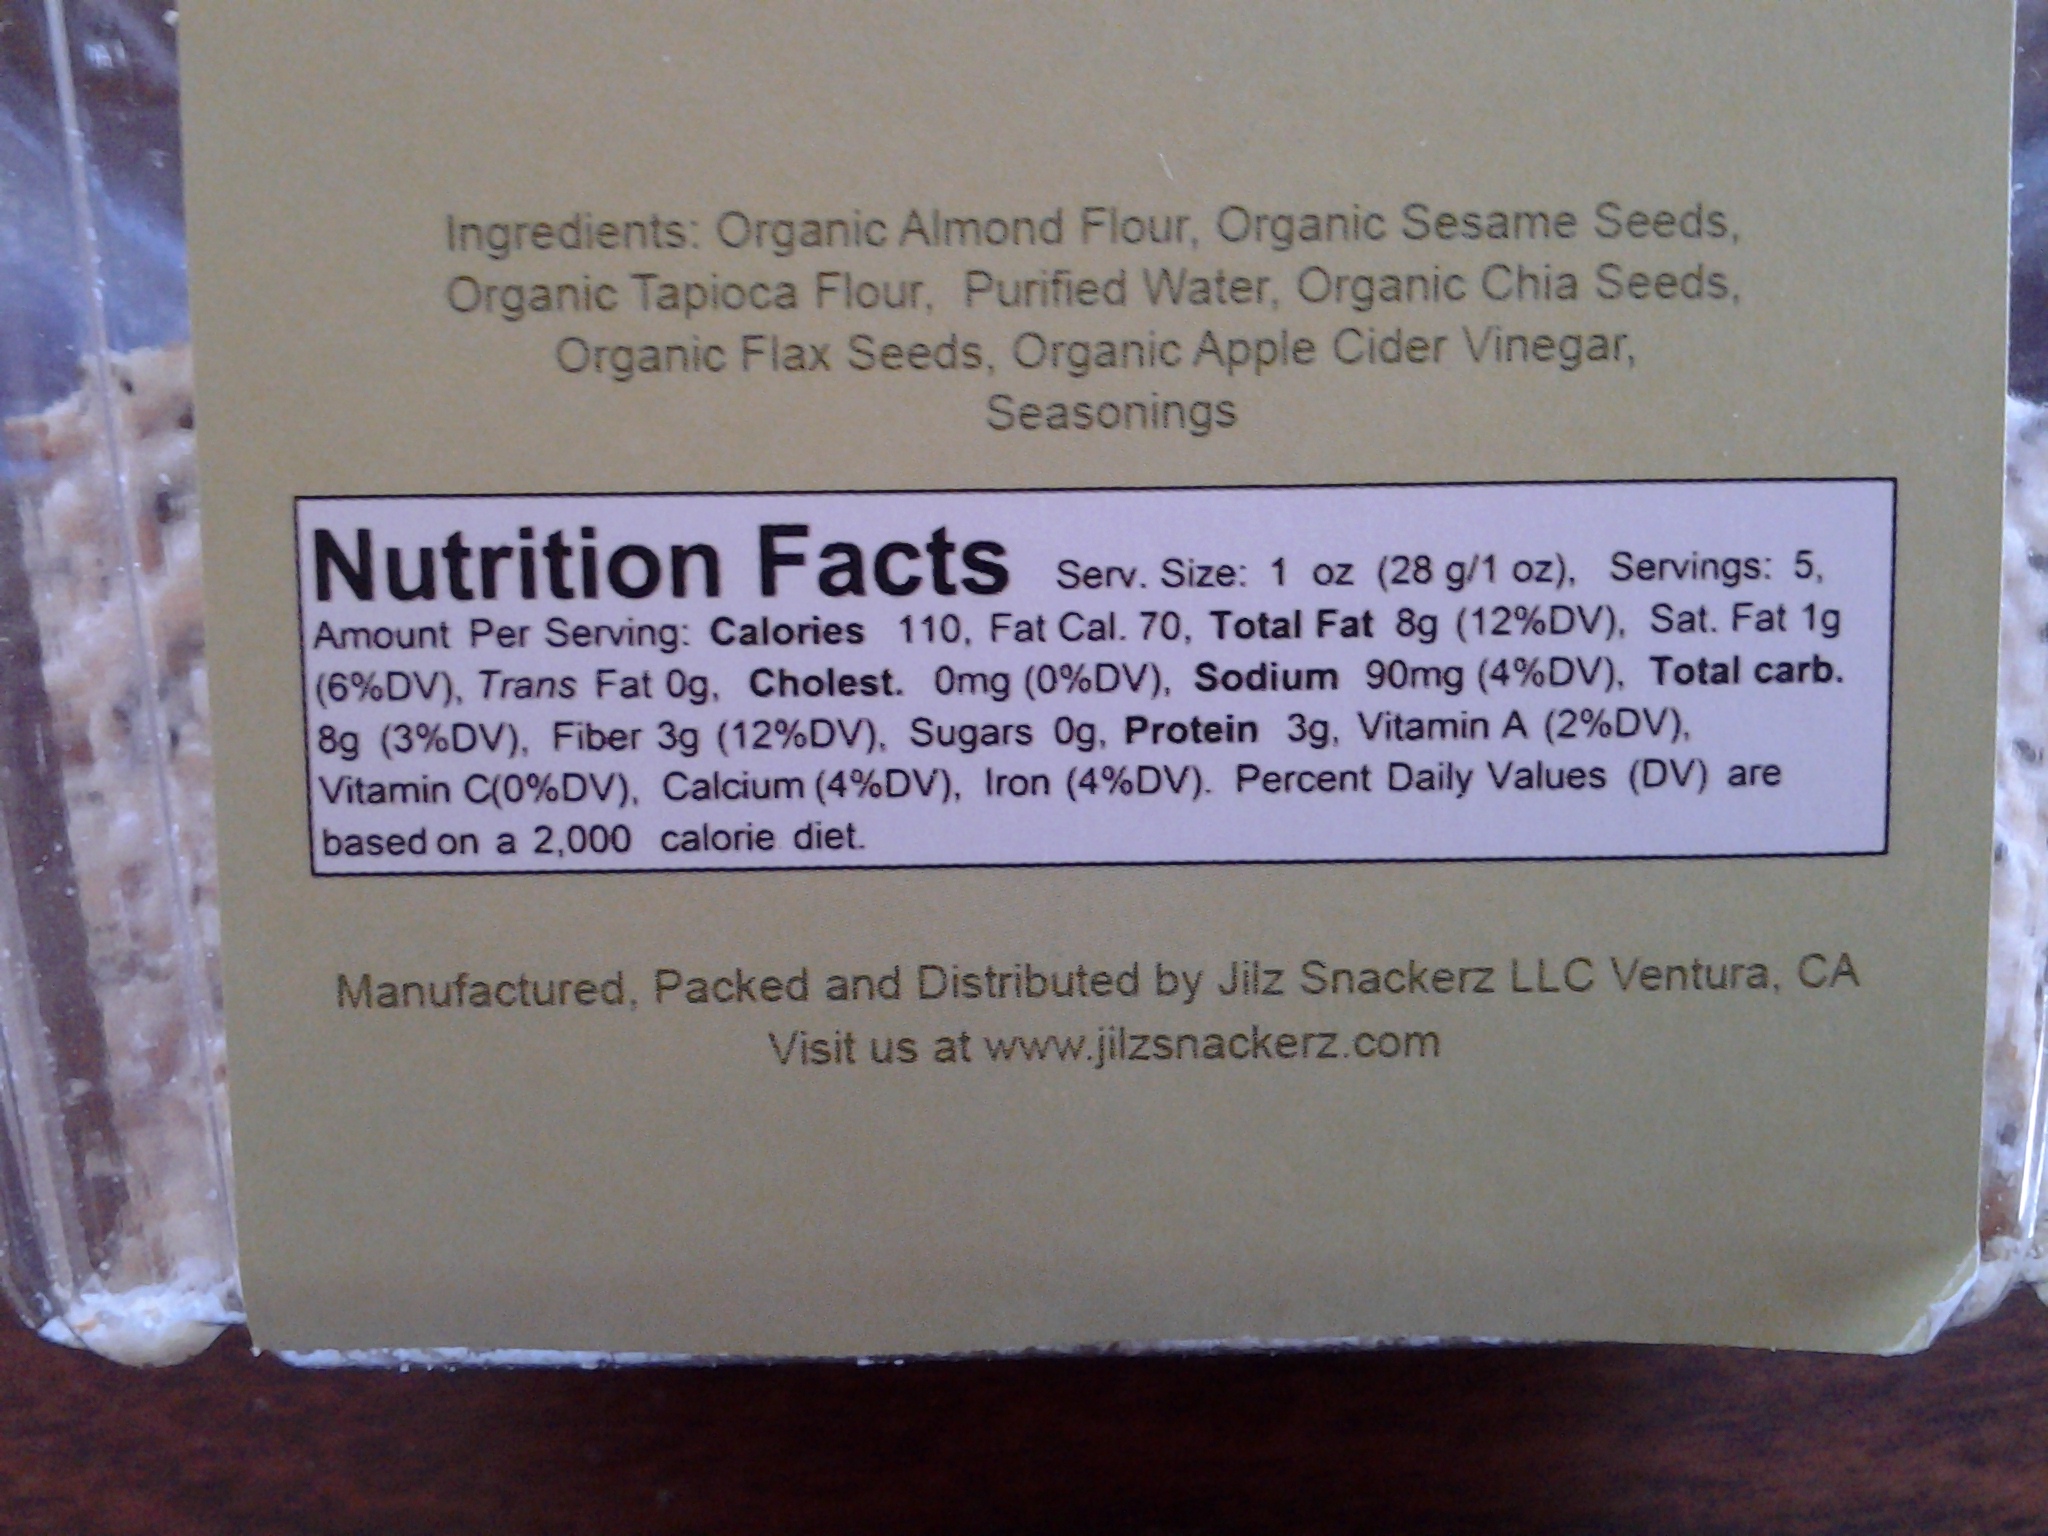 Ingredients: Organic Almond Flour, Organic Sesame Seeds,
Organic Tapioca Flour, Purified Water, Organic Chia Seeds,
Organic Flax Seeds, Organic Apple Cider Vinegar,
Seasonings
Nutrition Facts Serv. Size: 1 oz (28 g/1 oz), Servings: 5,
Amount Per Serving: Calories 110, Fat Cal. 70, Total Fat 8g (12%DV), Sat. Fat 1g
(6%DV), Trans Fat 0g, Cholest. 0mg (0%DV), Sodium 90mg (4%DV), Total carb.
8g (3%DV), Fiber 3g (12%DV), Sugars 0g, Protein 3g, Vitamin A (2%DV),
Vitamin C(0%DV), Calcium (4%DV), Iron (4%DV). Percent Daily Values (DV) are
based on a 2,000 calorie diet.
Manufactured, Packed and Distributed by Jilz Snackerz LLC Ventura, CA
Visit us at www.jilzsnackerz.com